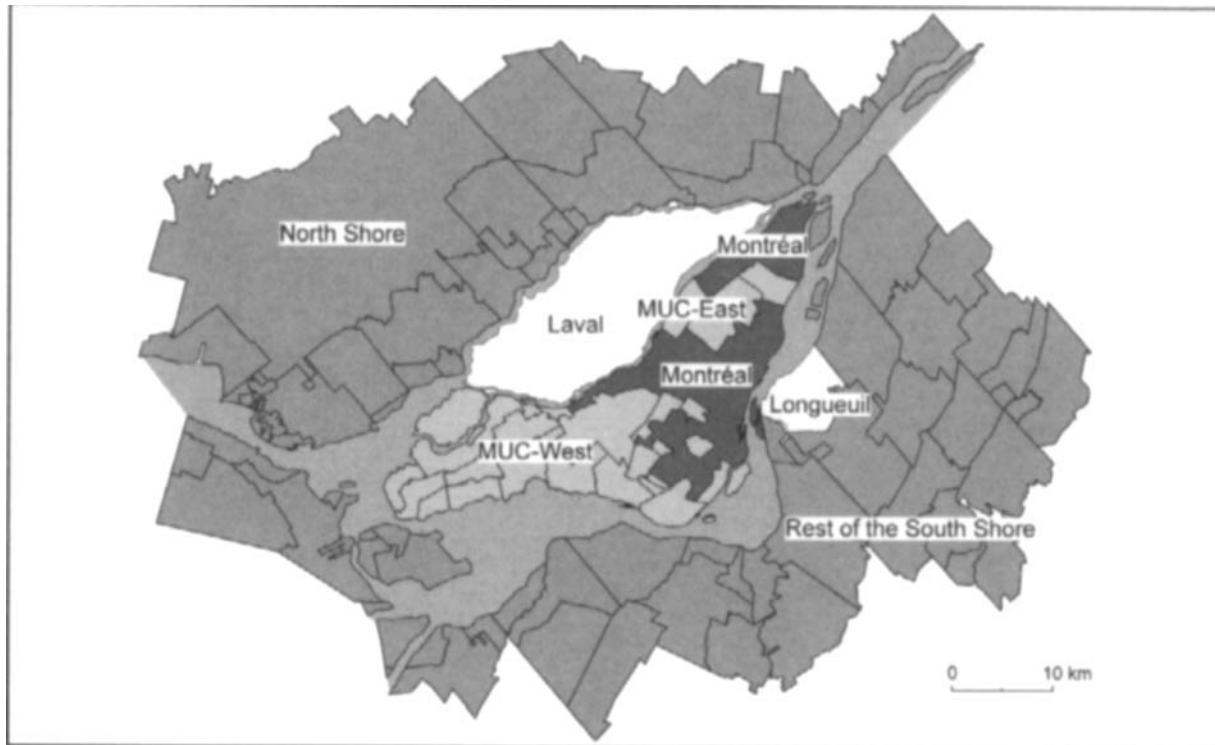 North Shore
Montréal
MUC-East
Laval
Montréal
Longueuil
MUC-West
Rest of the South Shore
0 10 km